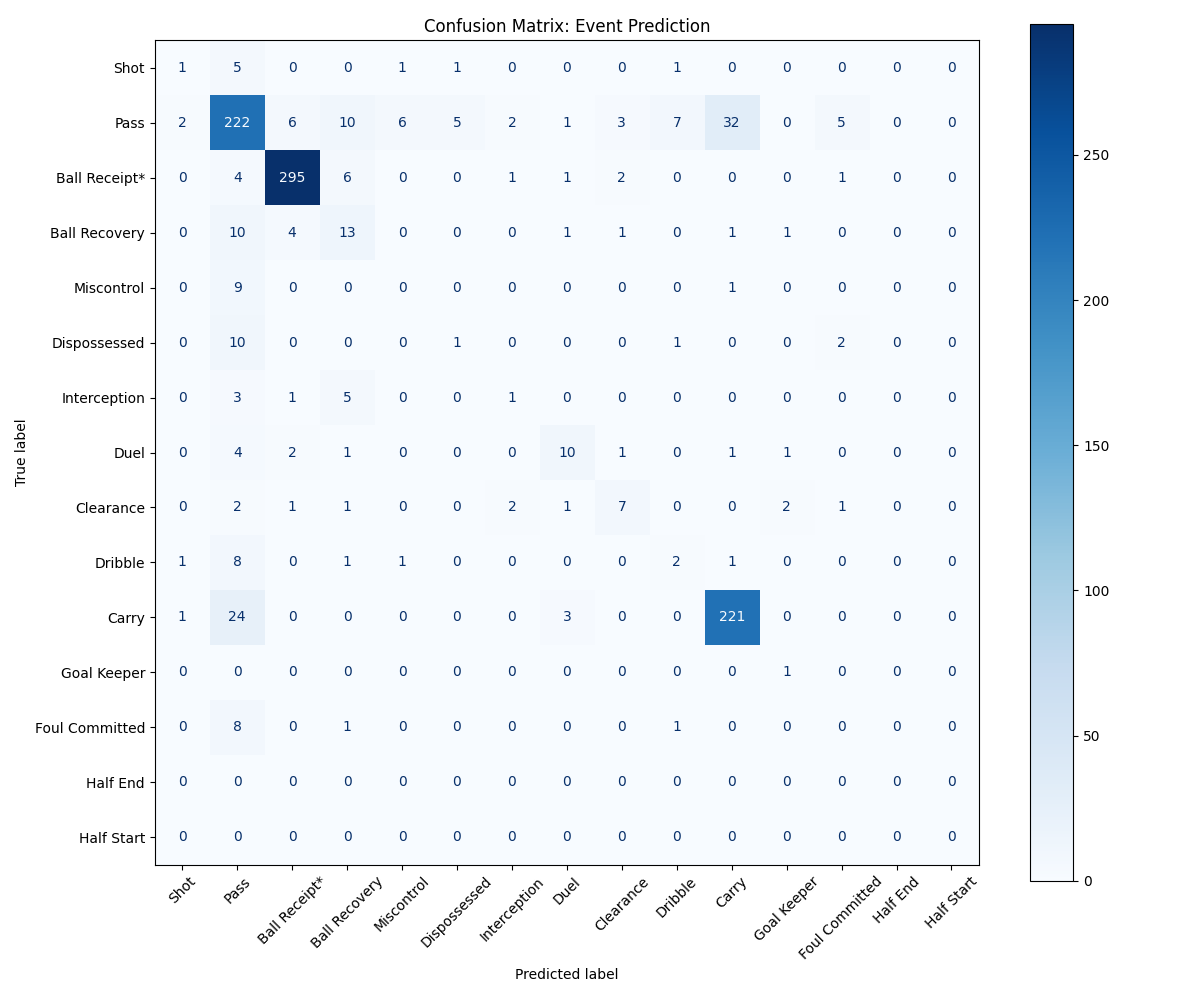 Confusion Matrix: Event Prediction
Shot 1 5 0 0 1 1 0 0 0 1 0 0 0 0 0
Pass 2 222 6 10 6 5 2 1 3 7 32 0 5 0 0
Ball Receipt* 0 4 295 6 0 0 1 1 2 0 0 0 1 0 0
Ball Recovery 0 10 4 13 0 0 0 1 1 0 1 1 0 0 0
Miscontrol 0 9 0 0 0 0 0 0 0 0 1 0 0 0 0
Dispossessed 0 10 0 0 0 1 0 0 0 1 0 0 2 0 0
Interception 0 3 1 5 0 0 1 0 0 0 0 0 0 0 0
Duel 0 4 2 1 0 0 0 10 1 0 1 1 0 0 0
Clearance 0 2 1 1 0 0 2 1 7 0 0 2 1 0 0
Dribble 1 8 0 1 1 0 0 0 0 2 1 0 0 0 0
Carry 1 24 0 0 0 0 0 3 0 0 221 0 0 0 0
Goal Keeper 0 0 0 0 0 0 0 0 0 0 0 1 0 0 0
Foul Committed 0 8 0 1 0 0 0 0 0 1 0 0 0 0 0
Half End 0 0 0 0 0 0 0 0 0 0 0 0 0 0 0
Half Start 0 0 0 0 0 0 0 0 0 0 0 0 0 0 0
True label
Shot Pass Ball Receipt* Ball Recovery Miscontrol Dispossessed Interception Duel Clearance Dribble Carry Goal Keeper Foul Committed Half End Half Start
Predicted label
250
200
150
100
50
0